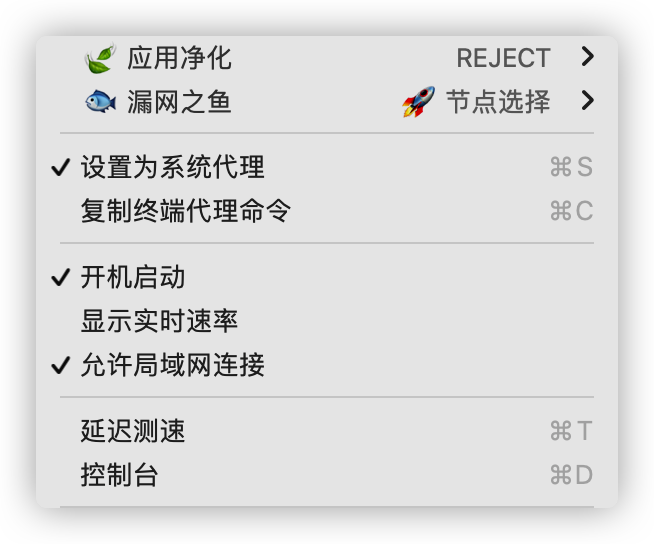 🍃 应用净化 REJECT
🐟 漏网之鱼 🚀 节点选择
✓ 设置为系统代理 ⌘S
复制终端代理命令 ⌘C
✓ 开机启动
显示实时速率
✓ 允许局域网连接
延迟测速 ⌘T
控制台 ⌘D